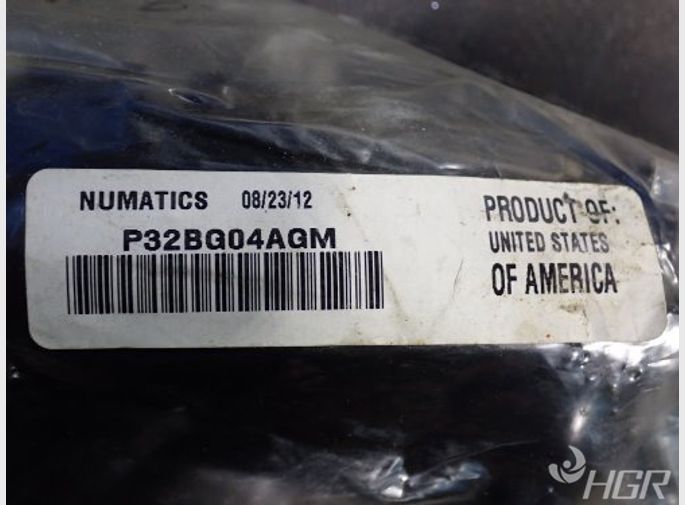 NUMATICS 08/23/12
P32BG04AGM
PRODUCT OF:
UNITED STATES
OF AMERICA
HGR